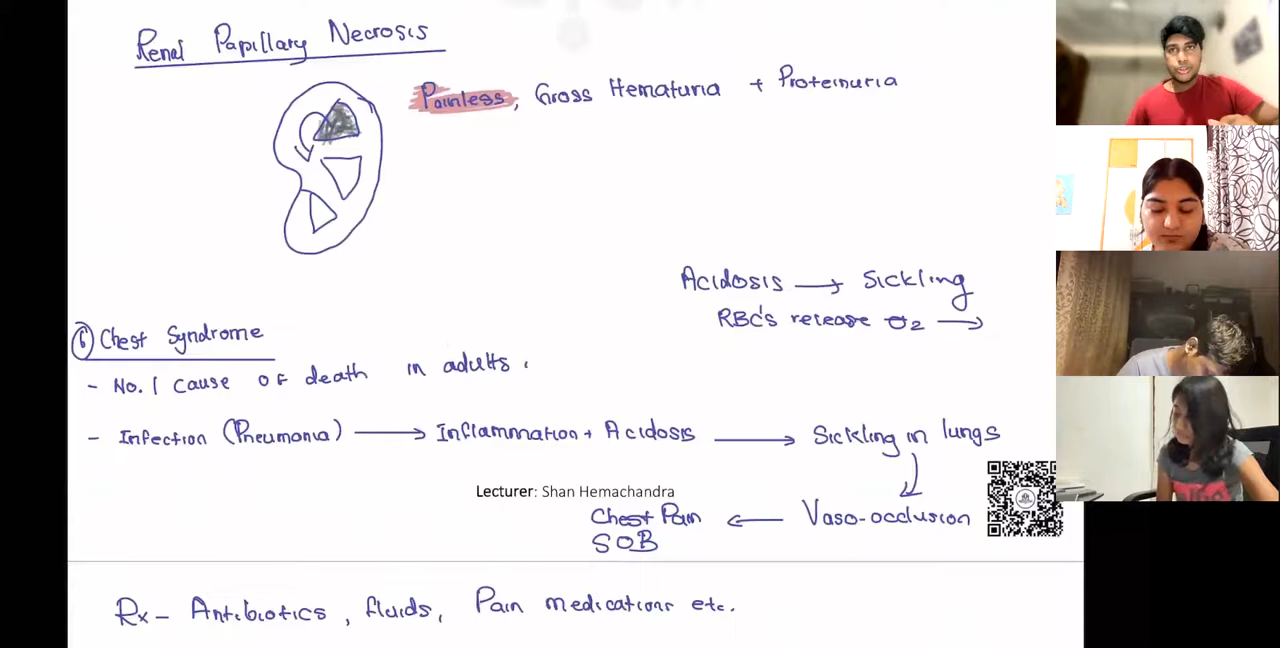 Renal Papillary Necrosis
Painless, Gross Hematuria + Proteinuria
Acidosis → Sickling
RBC's release O2 →
⑥ Chest Syndrome
- No. 1 cause of death in adults.
- Infection (Pneumonia) → Inflammation + Acidosis → Sickling in lungs
↓
Lecturer: Shan Hemachandra
Chest Pain ← Vaso-occlusion
SOB
Rx - Antibiotics, fluids, Pain medications etc.